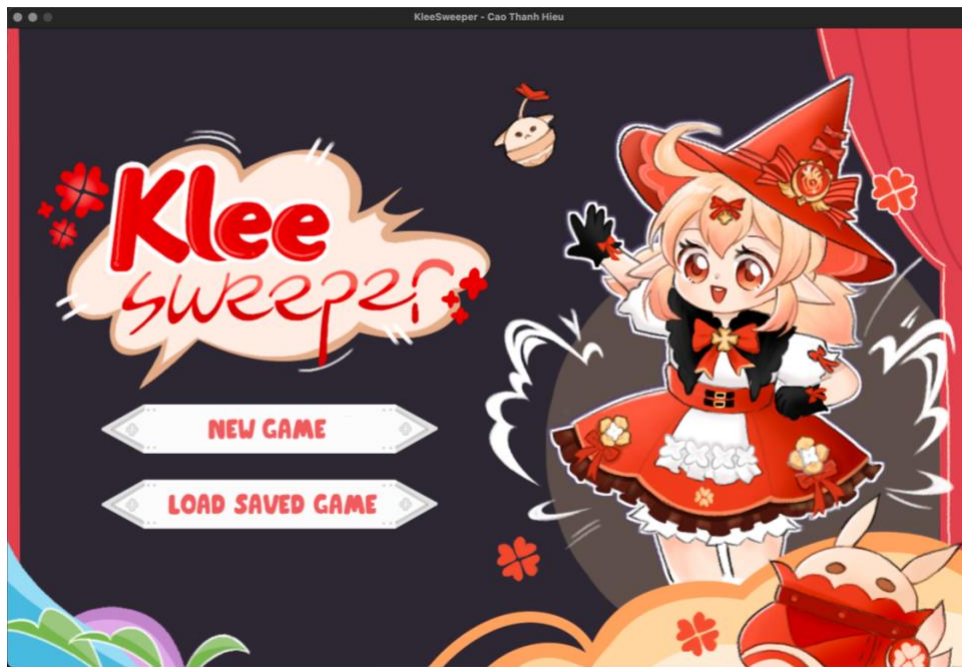 KleeSweeper - Cao Thanh Hieu
Klee
sweeper
NEW GAME
LOAD SAVED GAME